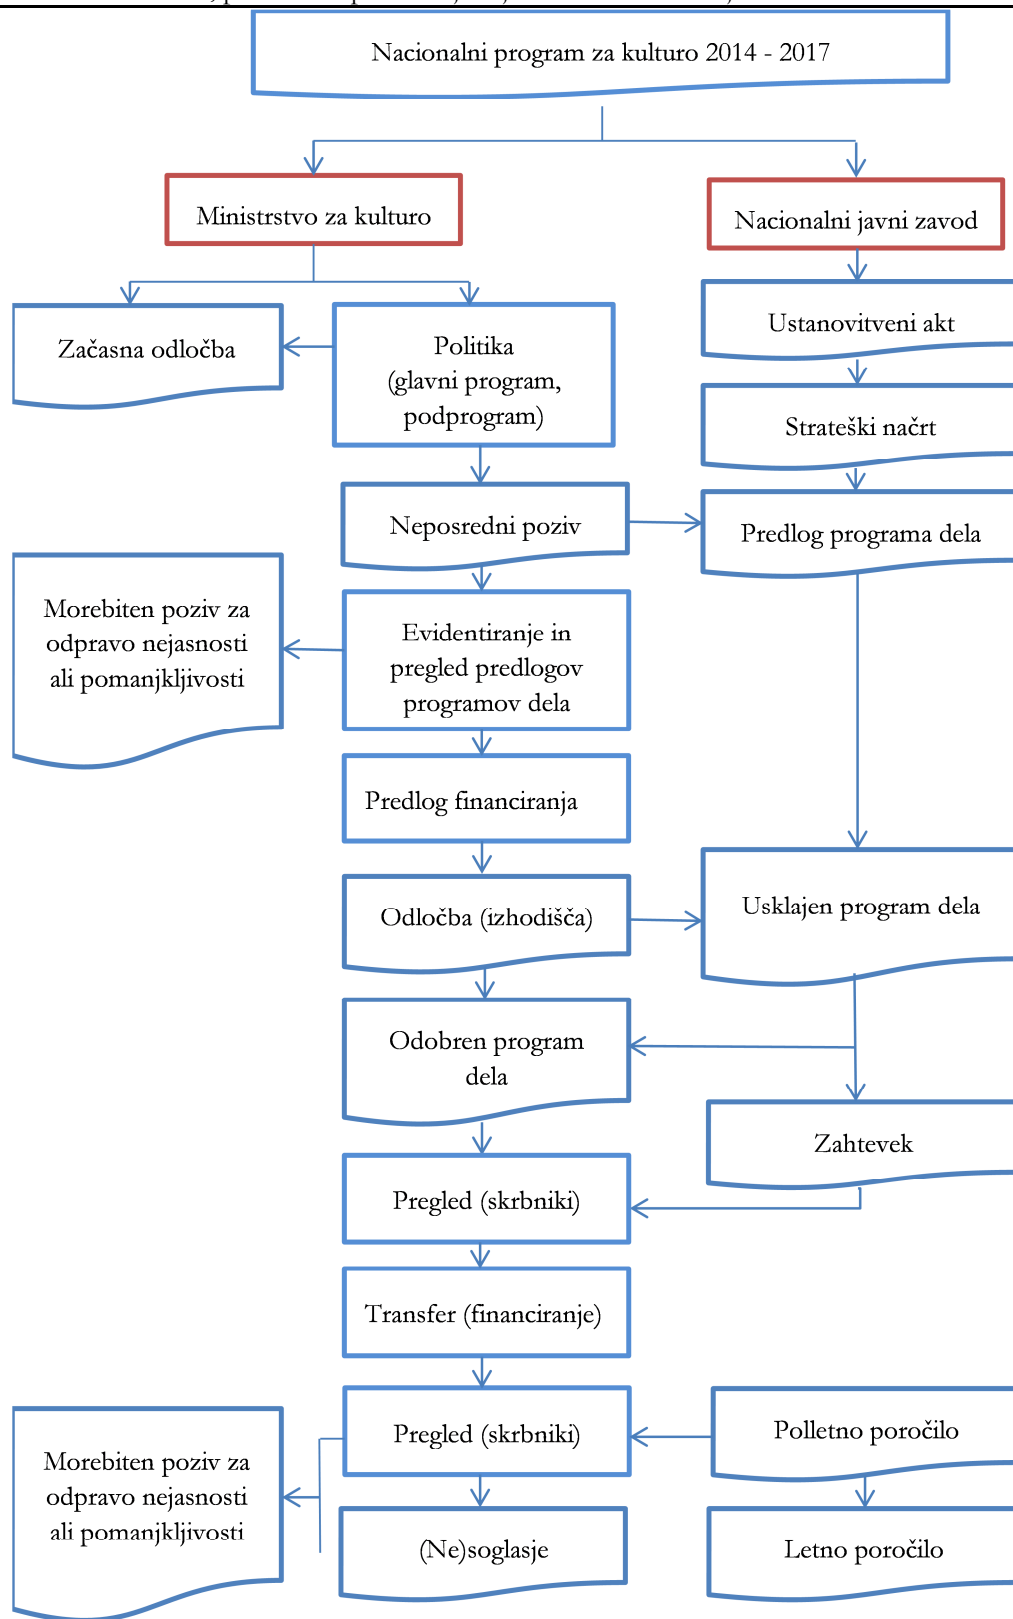 Nacionalni program za kulturo 2014 - 2017
Ministrstvo za kulturo
Nacionalni javni zavod
Začasna odločba
Politika
(glavni program,
podprogram)
Ustanovitveni akt
Strateški načrt
Neposredni poziv
Predlog programa dela
Morebiten poziv za
odpravo nejasnosti
ali pomanjkljivosti
Evidentiranje in
pregled predlogov
programov dela
Predlog financiranja
Odločba (izhodišča)
Usklajen program dela
Odobren program
dela
Zahtevek
Pregled (skrbniki)
Transfer (financiranje)
Pregled (skrbniki)
Polletno poročilo
Morebiten poziv za
odpravo nejasnosti
ali pomanjkljivosti
(Ne)soglasje
Letno poročilo